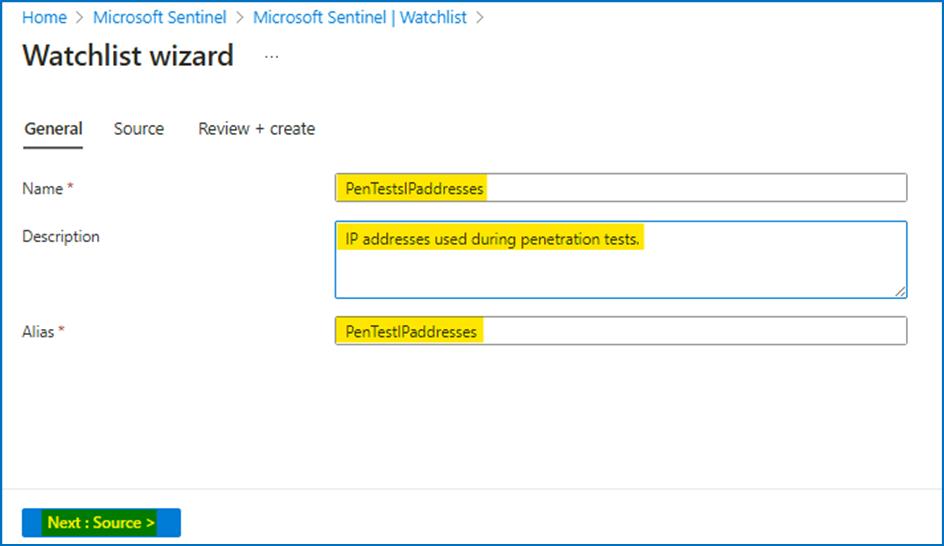 Home > Microsoft Sentinel > Microsoft Sentinel | Watchlist >
Watchlist wizard ...
General Source Review + create
Name * PenTestsIPaddresses
Description IP addresses used during penetration tests.
Alias * PenTestIPaddresses
Next : Source >